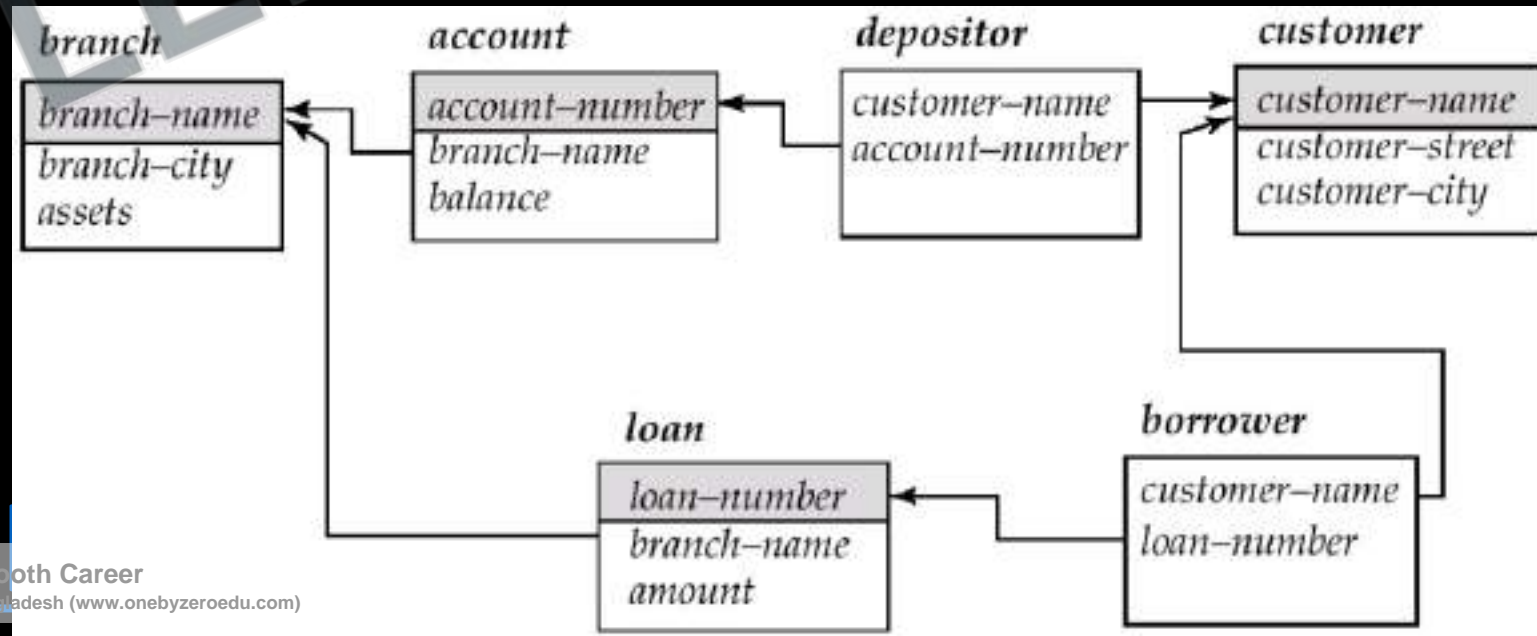 branch
branch–name
branch–city
assets
account
account–number
branch–name
balance
depositor
customer–name
account–number
customer
customer–name
customer–street
customer–city
loan
loan–number
branch–name
amount
borrower
customer–name
loan–number
Career
(www.onebyzeroedu.com)